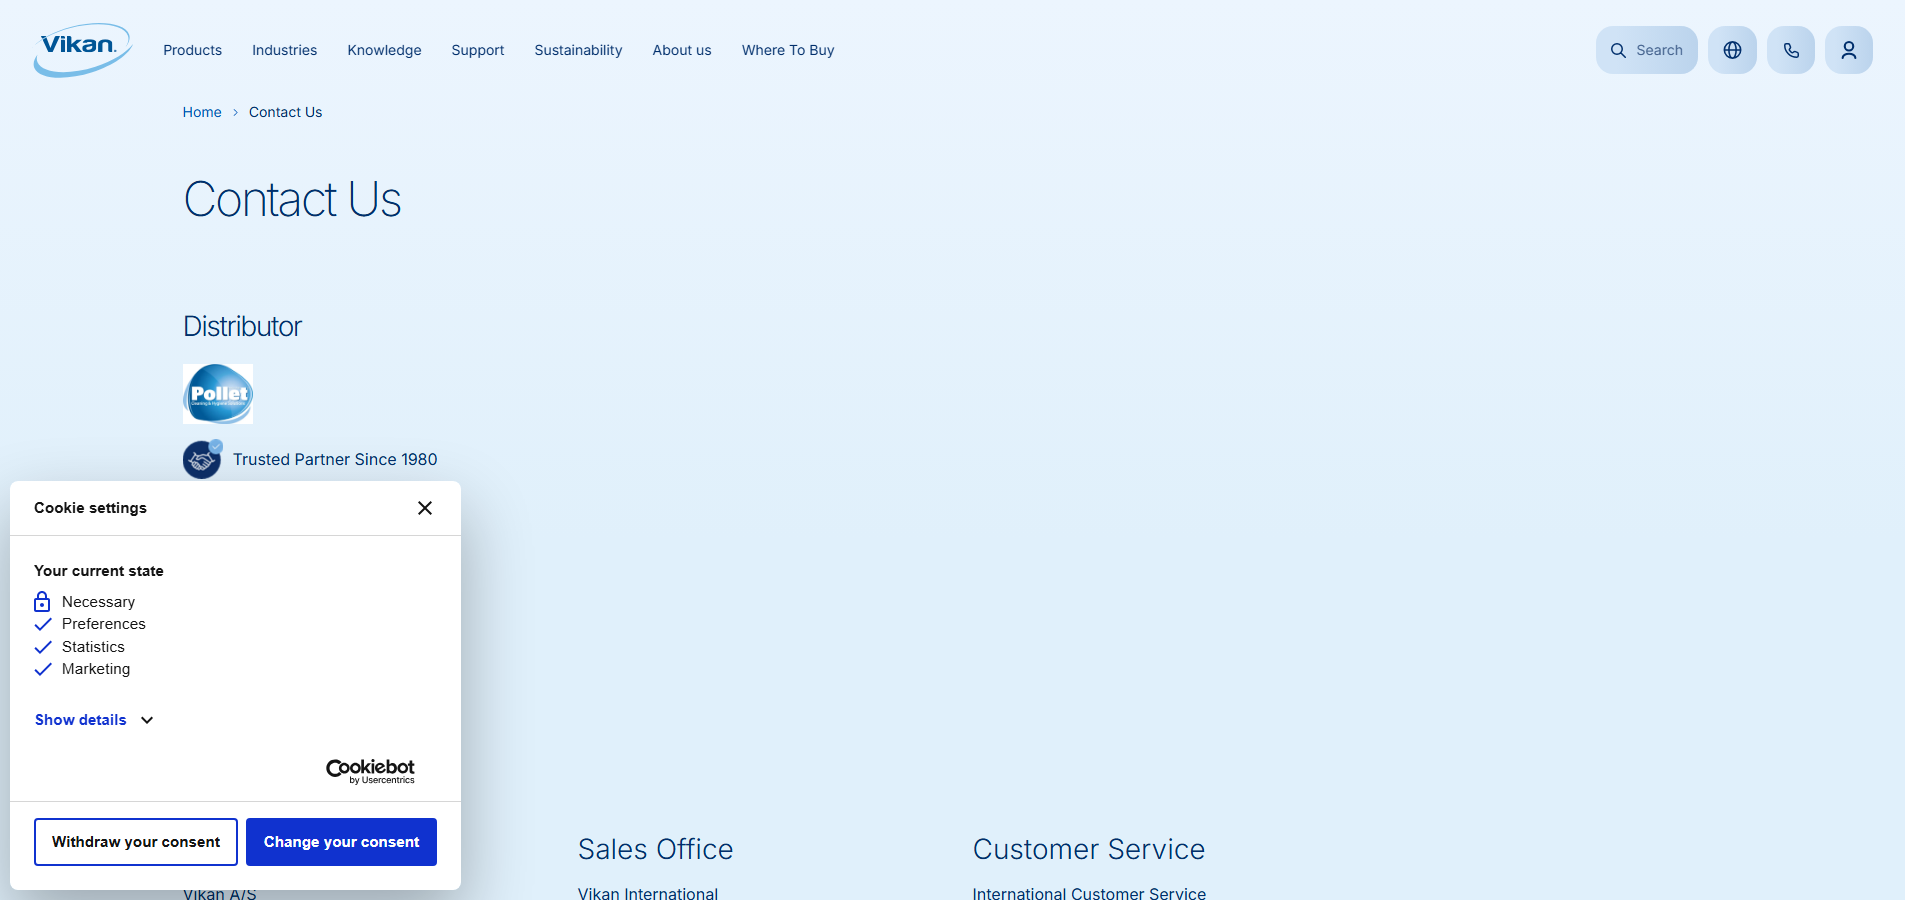 Vikan.
Products
Industries
Knowledge
Support
Sustainability
About us
Where To Buy
Search
Home
Contact Us
Contact Us
Distributor
Pollet
Trusted Partner Since 1980
Cookie settings
Your current state
Necessary
Preferences
Statistics
Marketing
Show details
Cookiebot
by Usercentrics
Withdraw your consent
Change your consent
Vikan A/S
Sales Office
Vikan International
Customer Service
International Customer Service